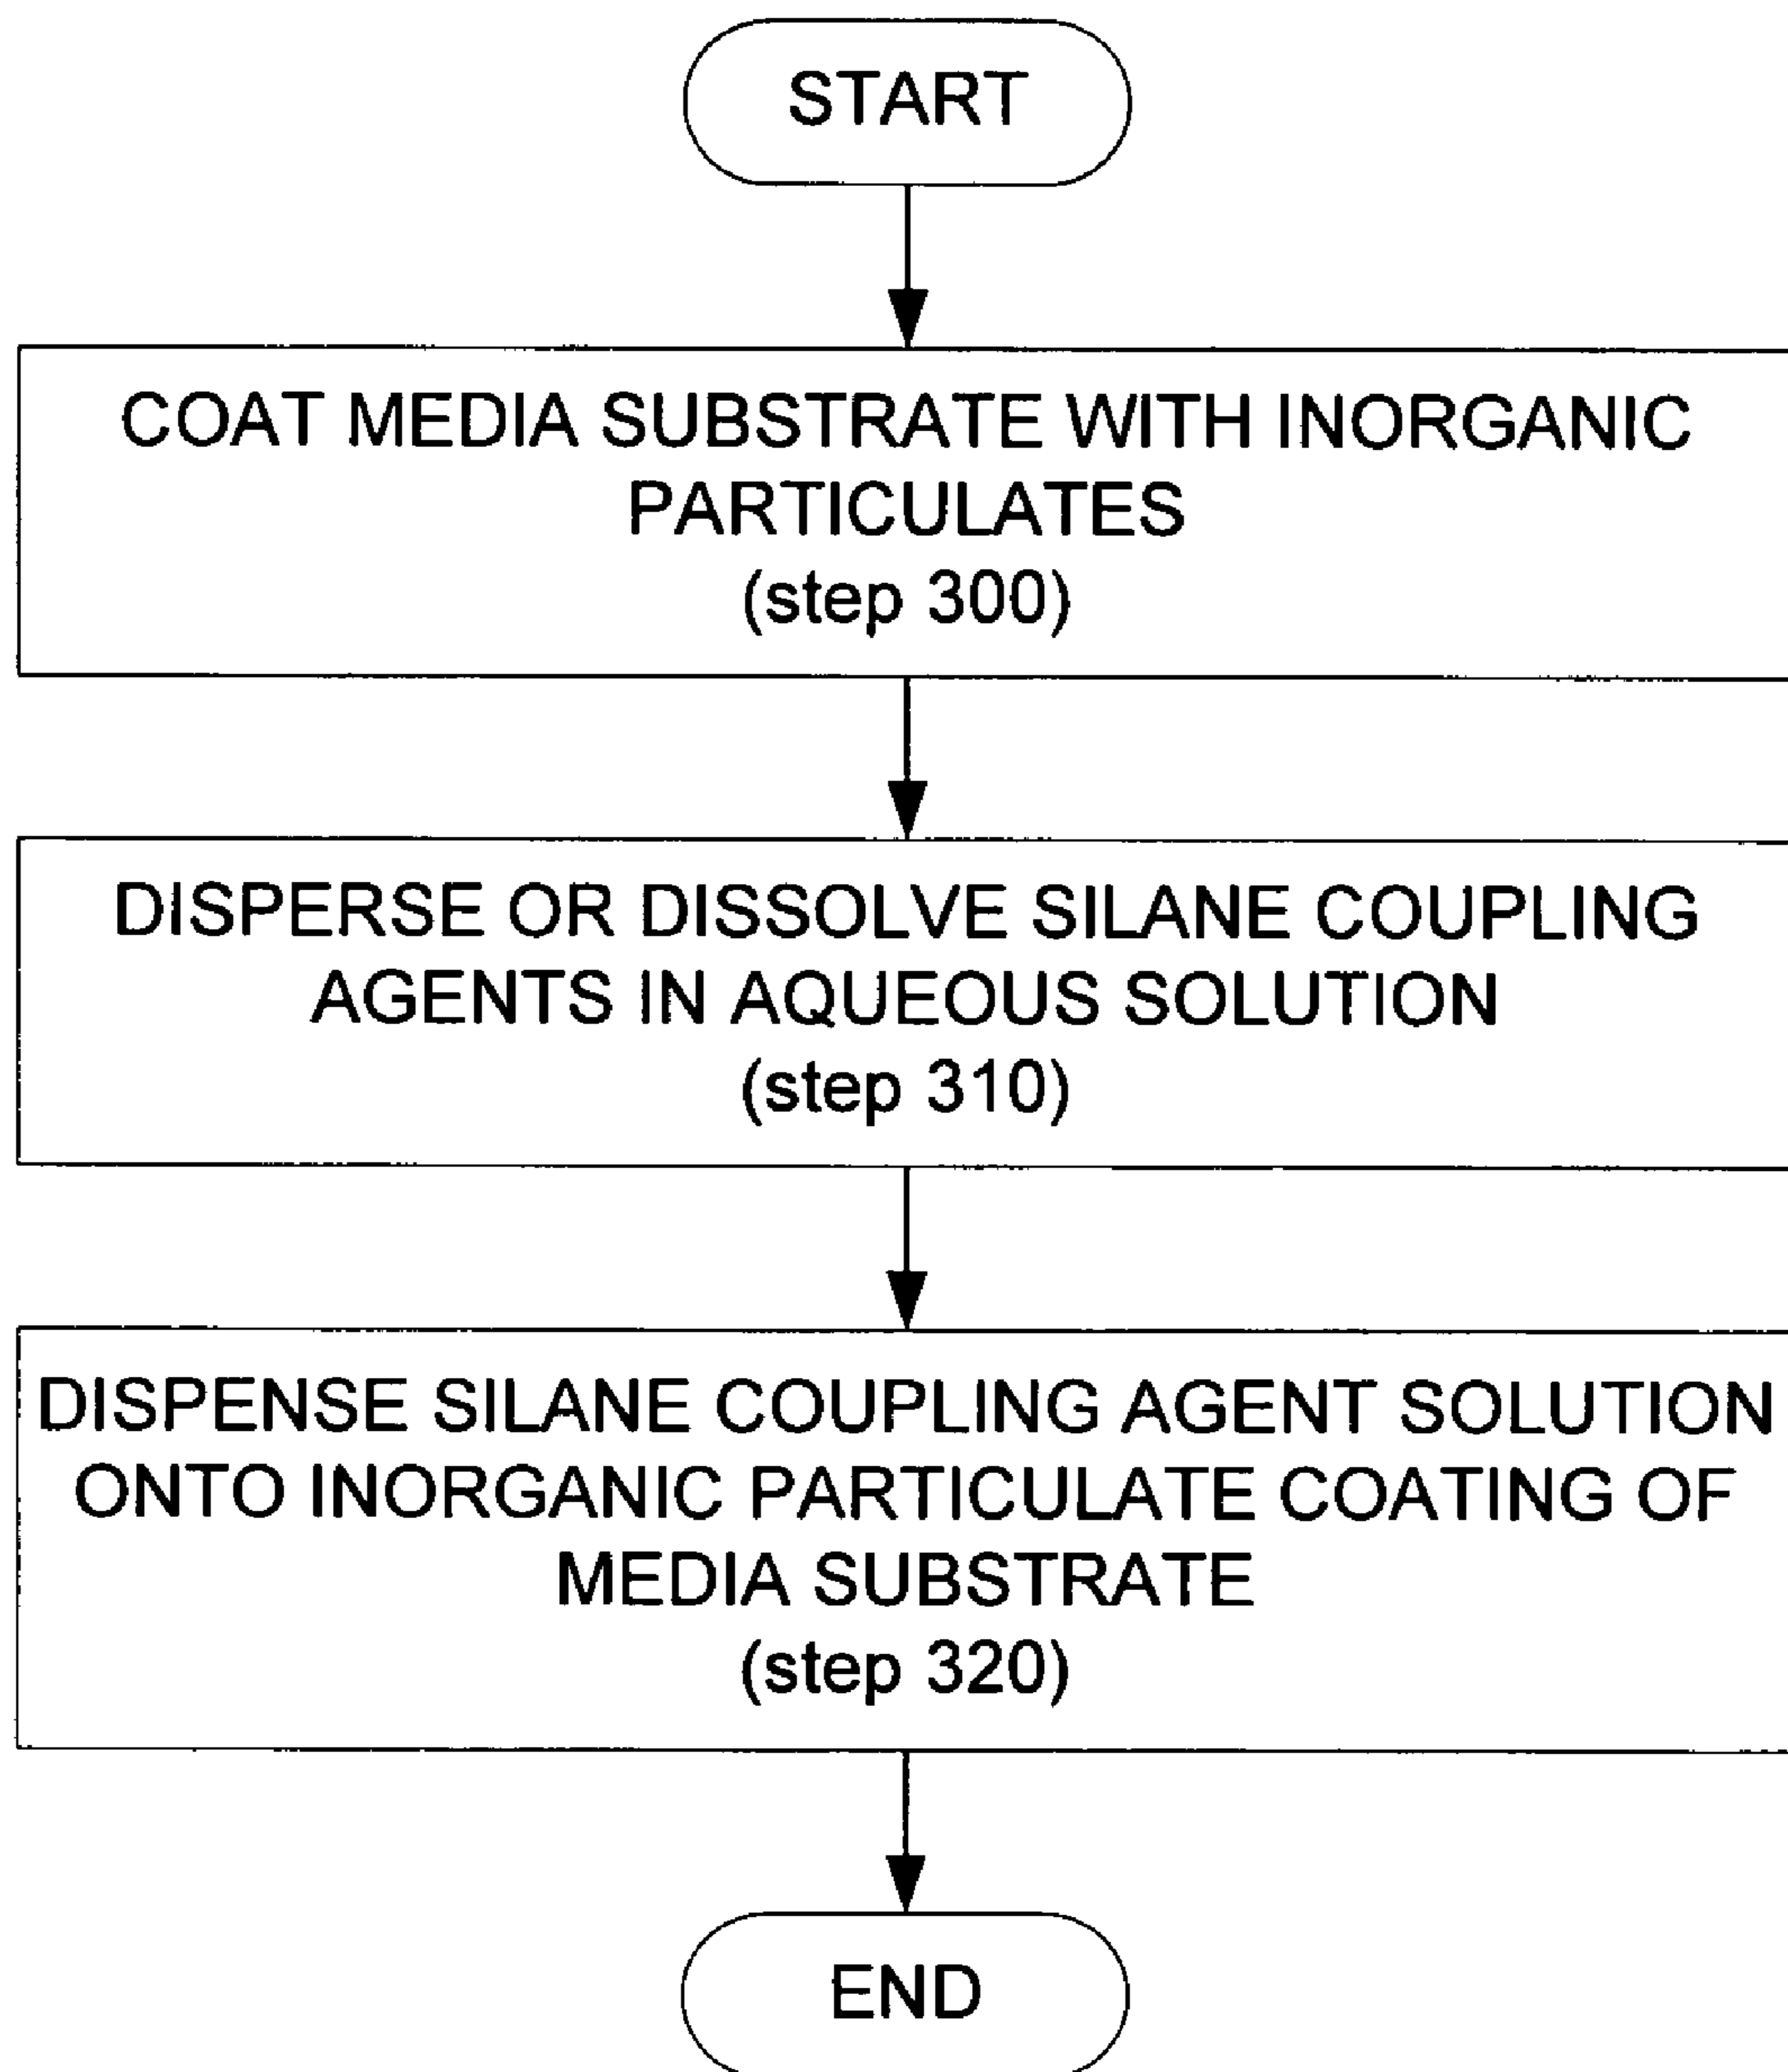 START
COAT MEDIA SUBSTRATE WITH INORGANIC
PARTICULATES
(step 300)
DISPERSE OR DISSOLVE SILANE COUPLING
AGENTS IN AQUEOUS SOLUTION
(step 310)
DISPENSE SILANE COUPLING AGENT SOLUTION
ONTO INORGANIC PARTICULATE COATING OF
MEDIA SUBSTRATE
(step 320)
END